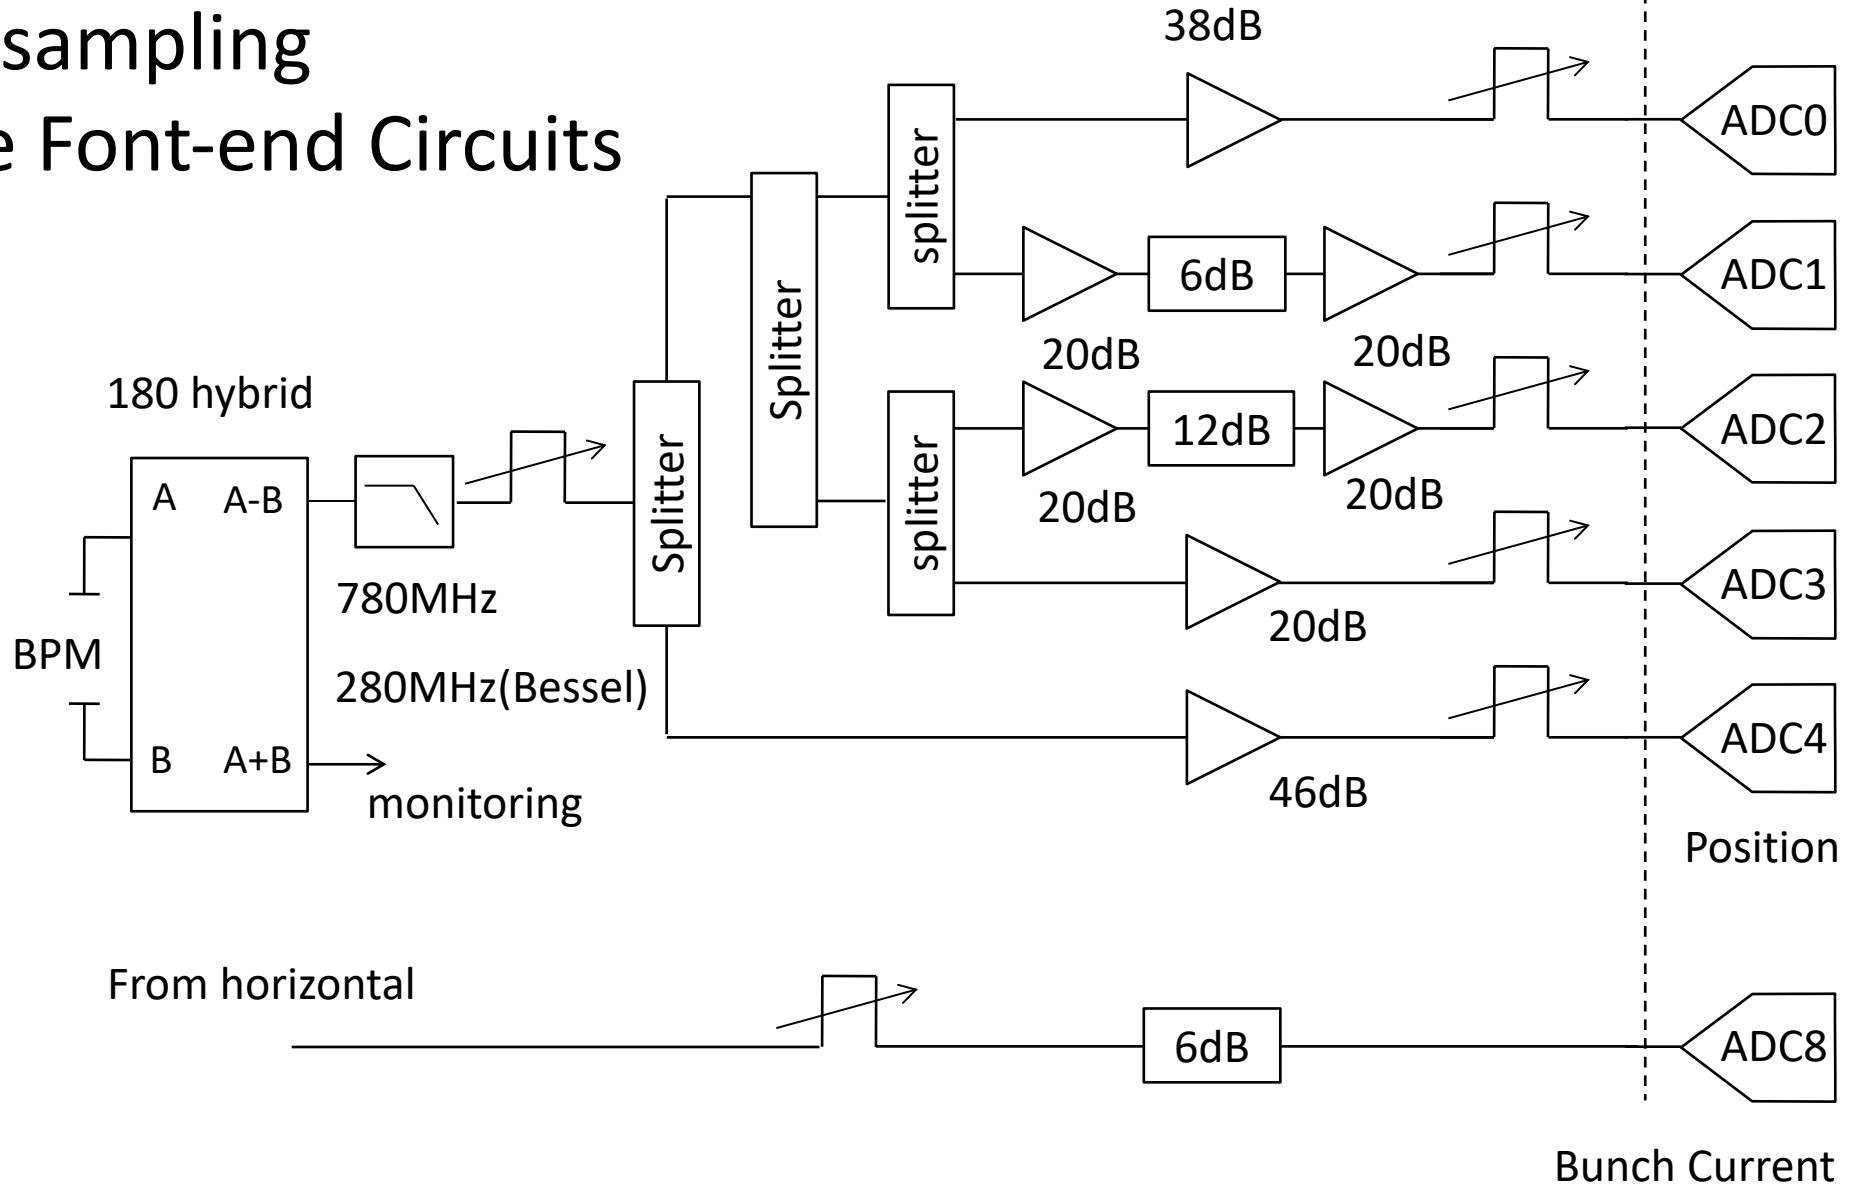 sampling
e Font-end Circuits
38dB
ADC0
splitter
6dB
ADC1
20dB
20dB
Splitter
180 hybrid
12dB
ADC2
splitter
20dB
20dB
Splitter
A
A-B
780MHz
20dB
ADC3
BPM
280MHz(Bessel)
B
A+B
monitoring
46dB
ADC4
Position
From horizontal
6dB
ADC8
Bunch Current